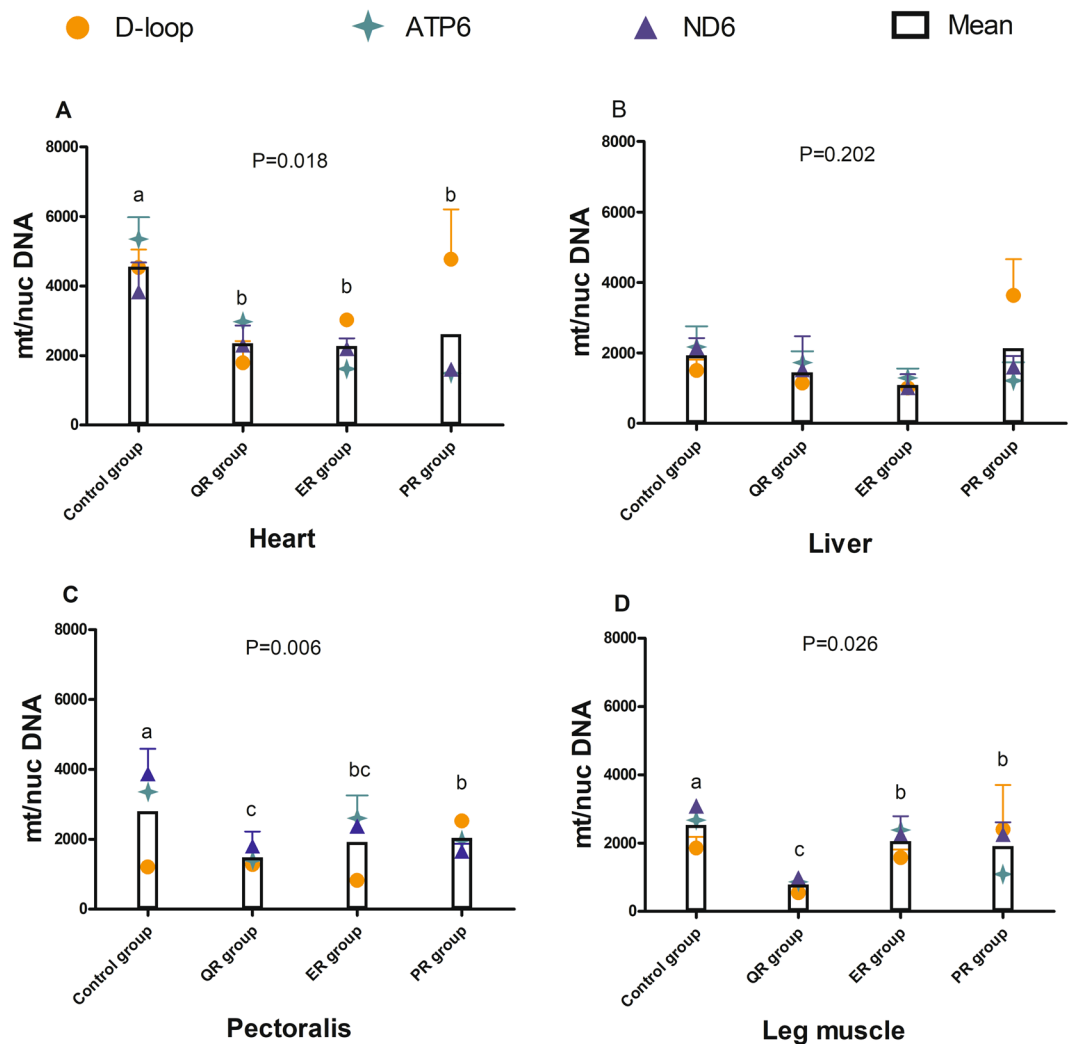 D-loop ATP6 ND6 Mean
A
P=0.018
8000
6000
4000
2000
0
mt/nuc DNA
a b b b
Control group QR group ER group PR group
Heart
B
P=0.202
8000
6000
4000
2000
0
mt/nuc DNA
Control group QR group ER group PR group
Liver
C
P=0.006
8000
6000
4000
2000
0
mt/nuc DNA
a c bc b
Control group QR group ER group PR group
Pectoralis
D
P=0.026
8000
6000
4000
2000
0
mt/nuc DNA
a c b b
Control group QR group ER group PR group
Leg muscle